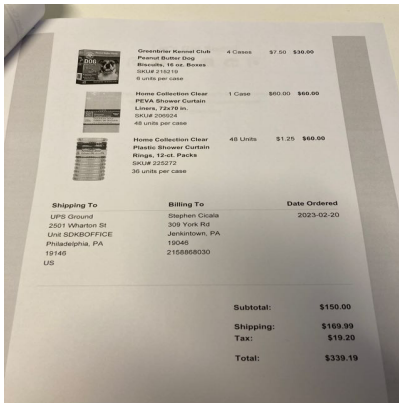 DOG
Greenbrier Kennel Club 4 Cases $7.50 $30.00
Peanut Butter Dog
Biscuits, 16 oz. Boxes
SKU# 218219
6 units per case
Home Collection Clear 1 Case $60.00 $60.00
PEVA Shower Curtain
Liners, 72x70 in.
SKU# 206924
48 units per case
Home Collection Clear 48 Units $1.25 $60.00
Plastic Shower Curtain
Rings, 12-ct. Packs
SKU# 225272
36 units per case
Shipping To Billing To Date Ordered
UPS Ground Stephen Cicala 2023-02-20
2501 Wharton St 309 York Rd
Unit SDKBOFFICE Jenkintown, PA
Philadelphia, PA 19046
19146 2158868030
US
Subtotal: $150.00
Shipping: $169.99
Tax: $19.20
Total: $339.19